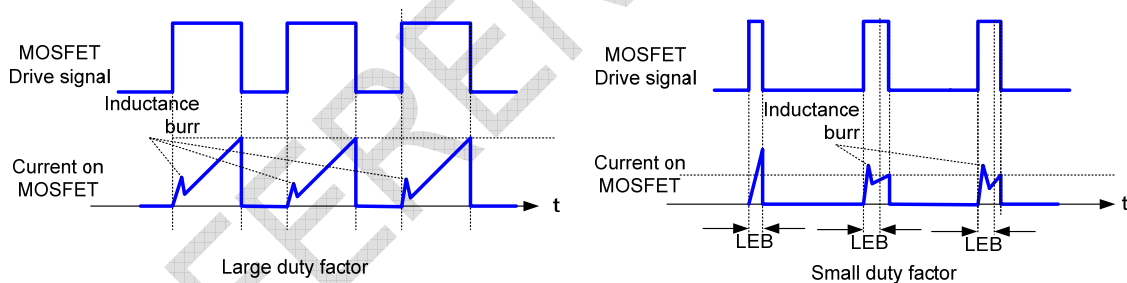 MOSFET
Drive signal
Inductance
burr
Current on
MOSFET
t
Large duty factor
MOSFET
Drive signal
Inductance
burr
Current on
MOSFET
t
LEB
LEB
LEB
Small duty factor